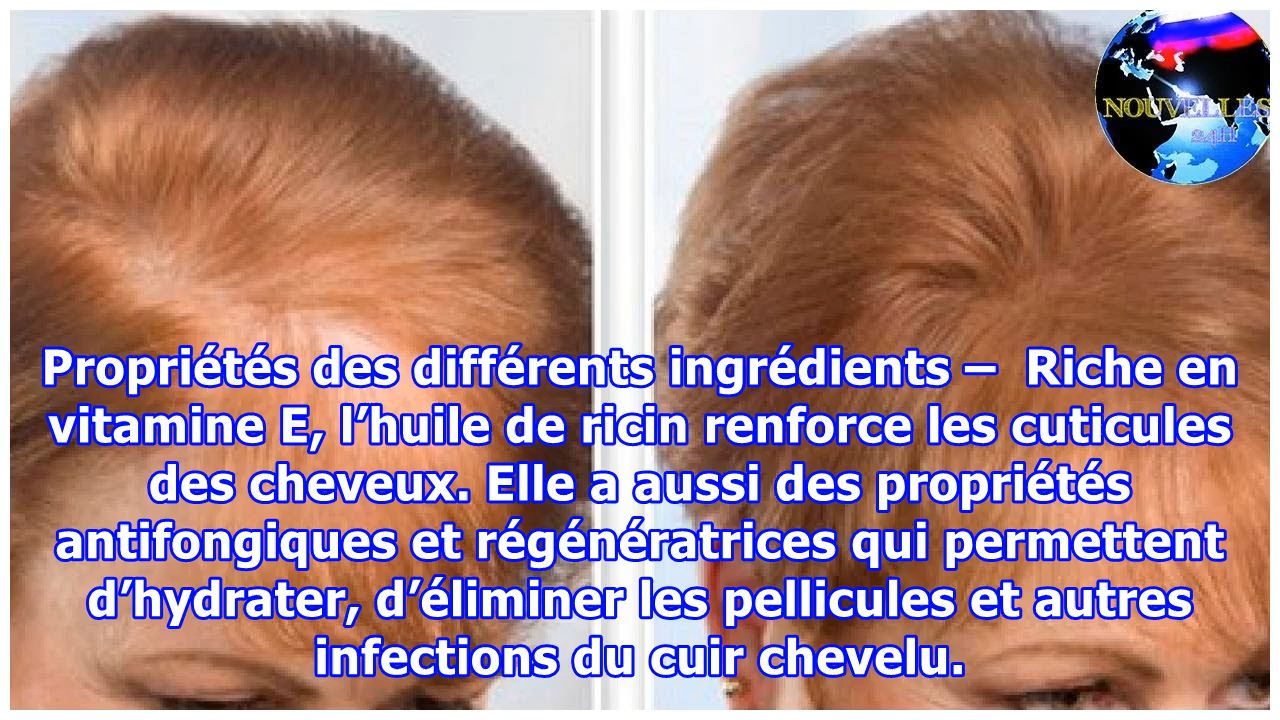 NOUVELLES
24H
Propriétés des différents ingrédients – Riche en
vitamine E, l’huile de ricin renforce les cuticules
des cheveux. Elle a aussi des propriétés
antifongiques et régénératrices qui permettent
d’hydrater, d’éliminer les pellicules et autres
infections du cuir chevelu.